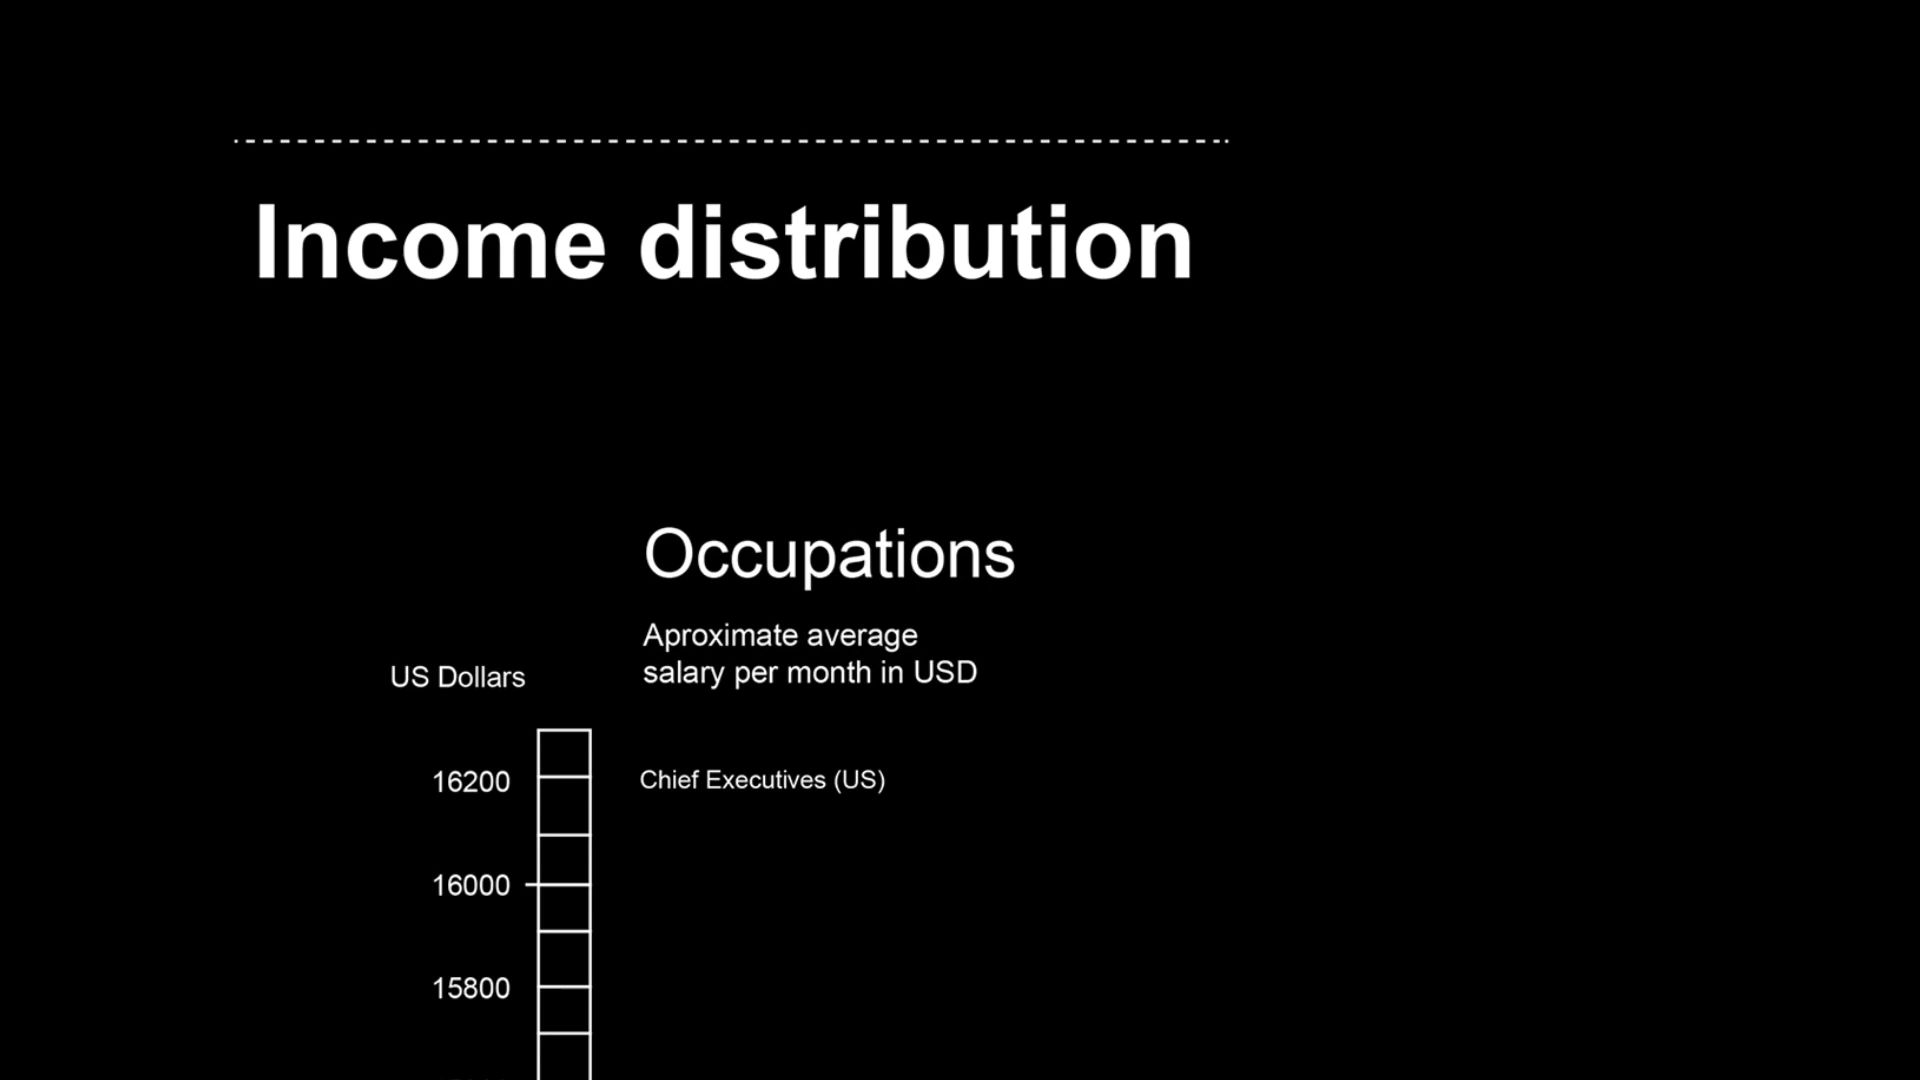 Income distribution
Occupations
Aproximate average
salary per month in USD
US Dollars
16200
Chief Executives (US)
16000
15800